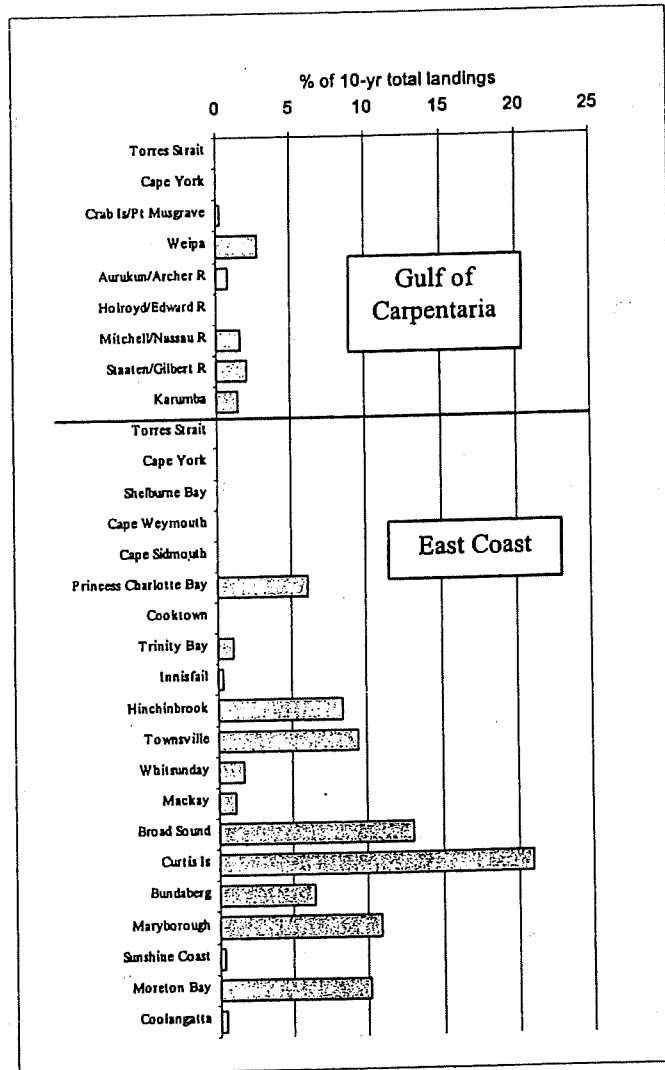 % of 10-yr total landings
0 5 10 15 20 25
Torres Strait
Cape York
Crab Is/Pt Musgrave
Weipa
Aurukun/Archer R
Holroyd/Edward R
Mitchell/Nassau R
Staaten/Gilbert R
Karumba
Gulf of
Carpentaria
Torres Strait
Cape York
Shelburne Bay
Cape Weymouth
Cape Sidmouth
Princess Charlotte Bay
Cooktown
Trinity Bay
Innisfail
Hinchinbrook
Townsville
Whitsunday
Mackay
Broad Sound
Curtis Is
Bundaberg
Maryborough
Sunshine Coast
Moreton Bay
Coolangatta
East Coast